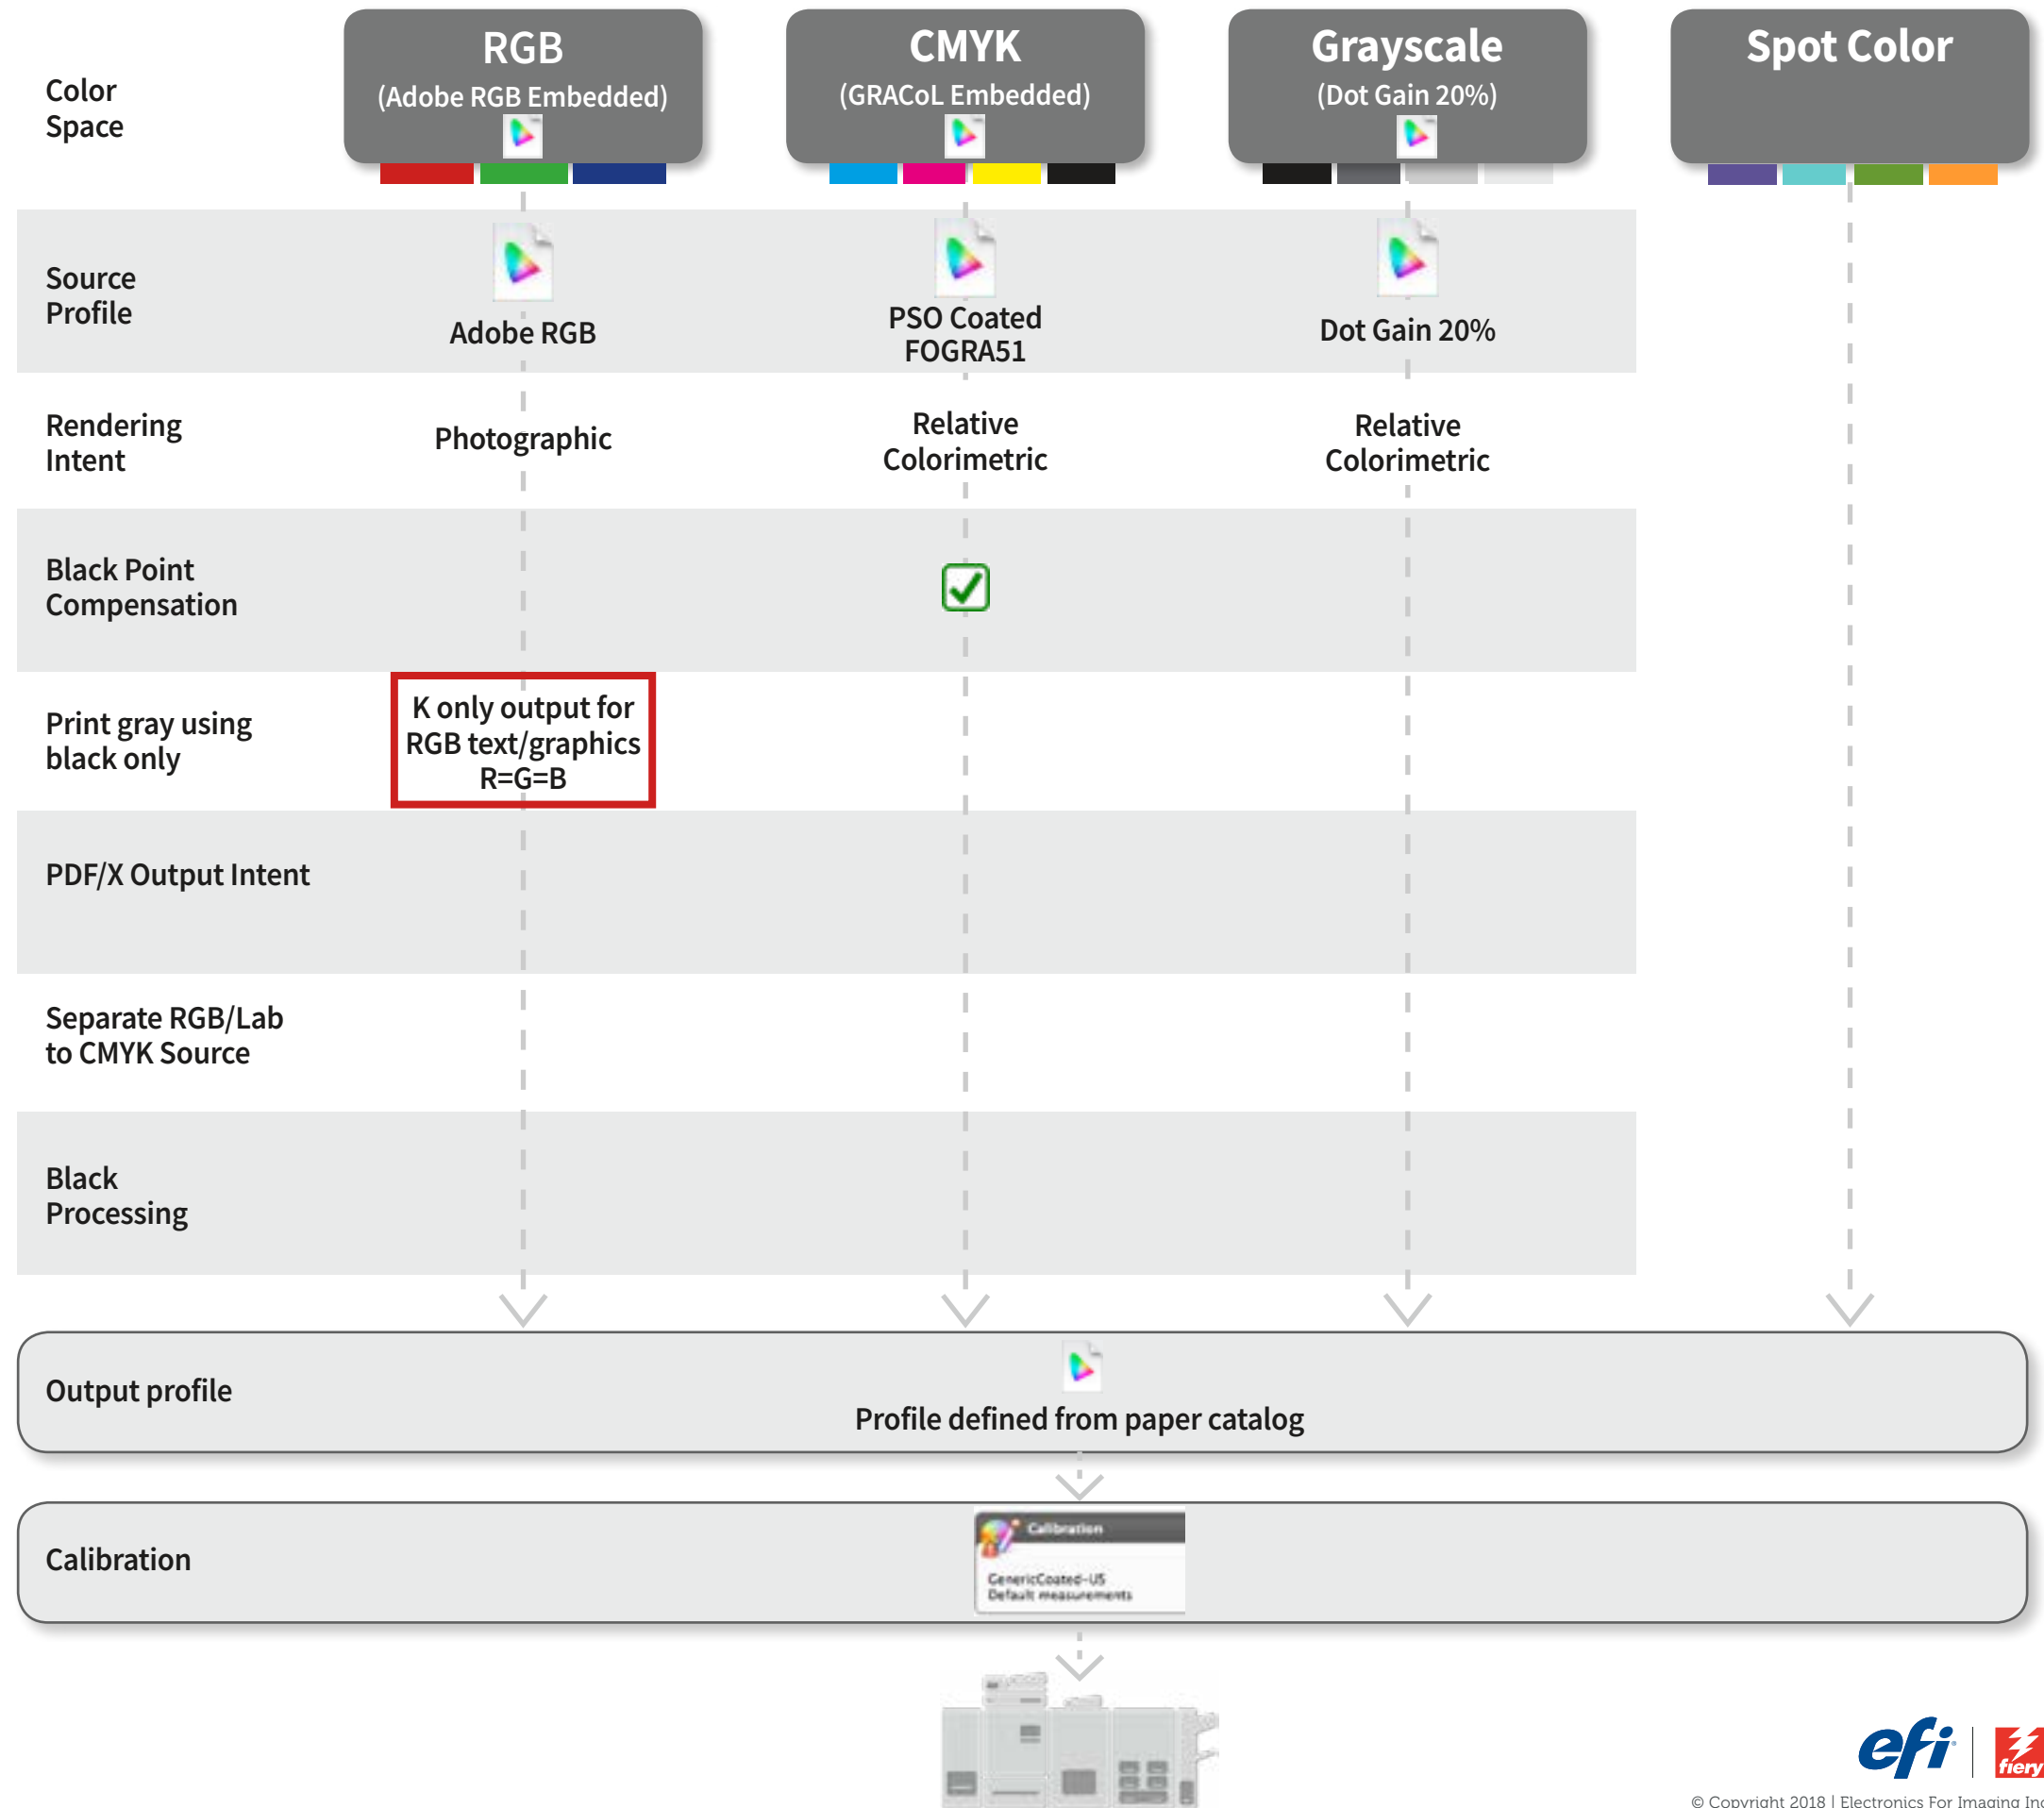 Color
Space
RGB
(Adobe RGB Embedded)
CMYK
(GRACoL Embedded)
Grayscale
(Dot Gain 20%)
Spot Color
Source
Profile
Adobe RGB
PSO Coated
FOGRA51
Dot Gain 20%
Rendering
Intent
Photographic
Relative
Colorimetric
Relative
Colorimetric
Black Point
Compensation
Print gray using
black only
K only output for
RGB text/graphics
R=G=B
PDF/X Output Intent
Separate RGB/Lab
to CMYK Source
Black
Processing
Output profile
Profile defined from paper catalog
Calibration
Calibration
GenericCoated-US
Default measurements
efi
fiery
© Copyright 2018 | Electronics For Imaging Inc